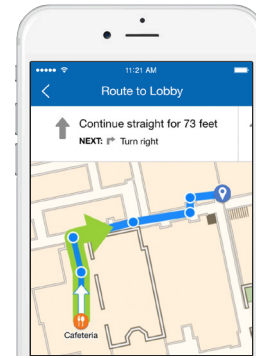 11:21 AM
Route to Lobby
Continue straight for 73 feet
NEXT: Turn right
Cafeteria